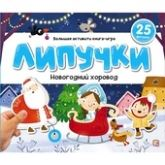 Большая активити книга-игра
ЛИПУЧКИ
Новогодний хоровод
25